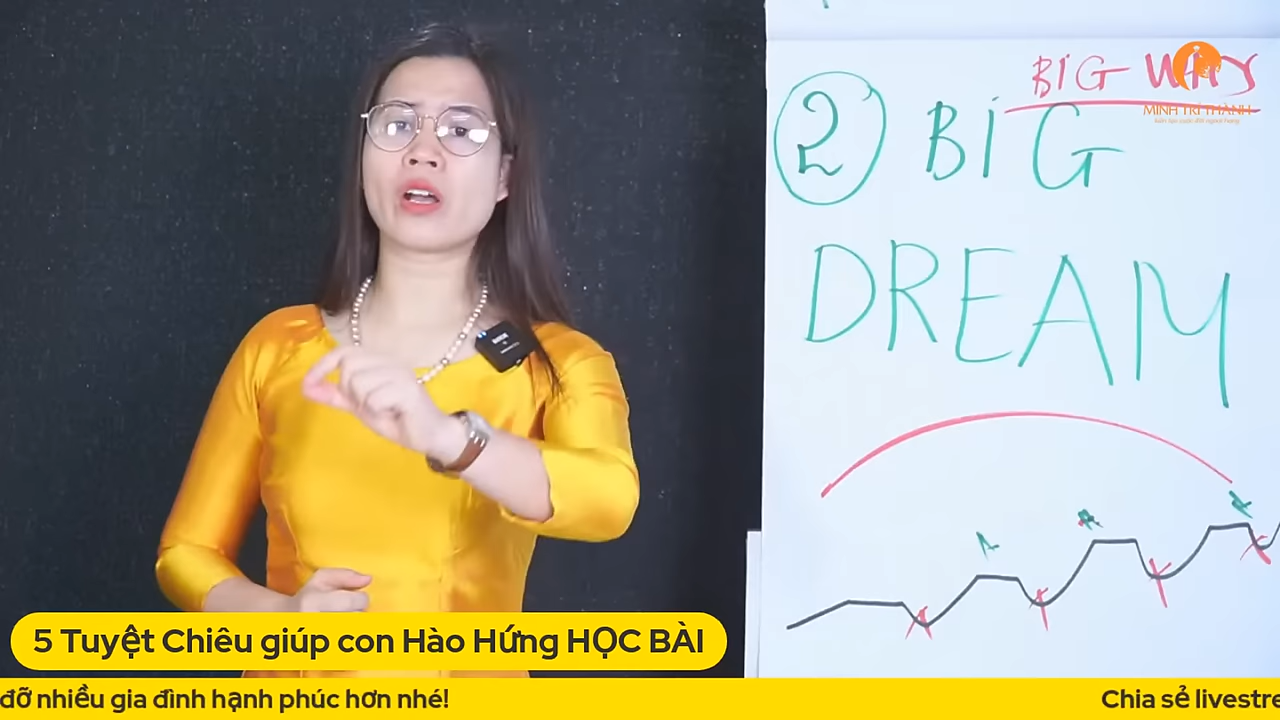 BIG WHY
MINH TRÍ THÀNH
2 BIG
DREAM
5 Tuyệt Chiêu giúp con Hào Hứng HỌC BÀI
đỡ nhiều gia đình hạnh phúc hơn nhé!
Chia sẻ livestre